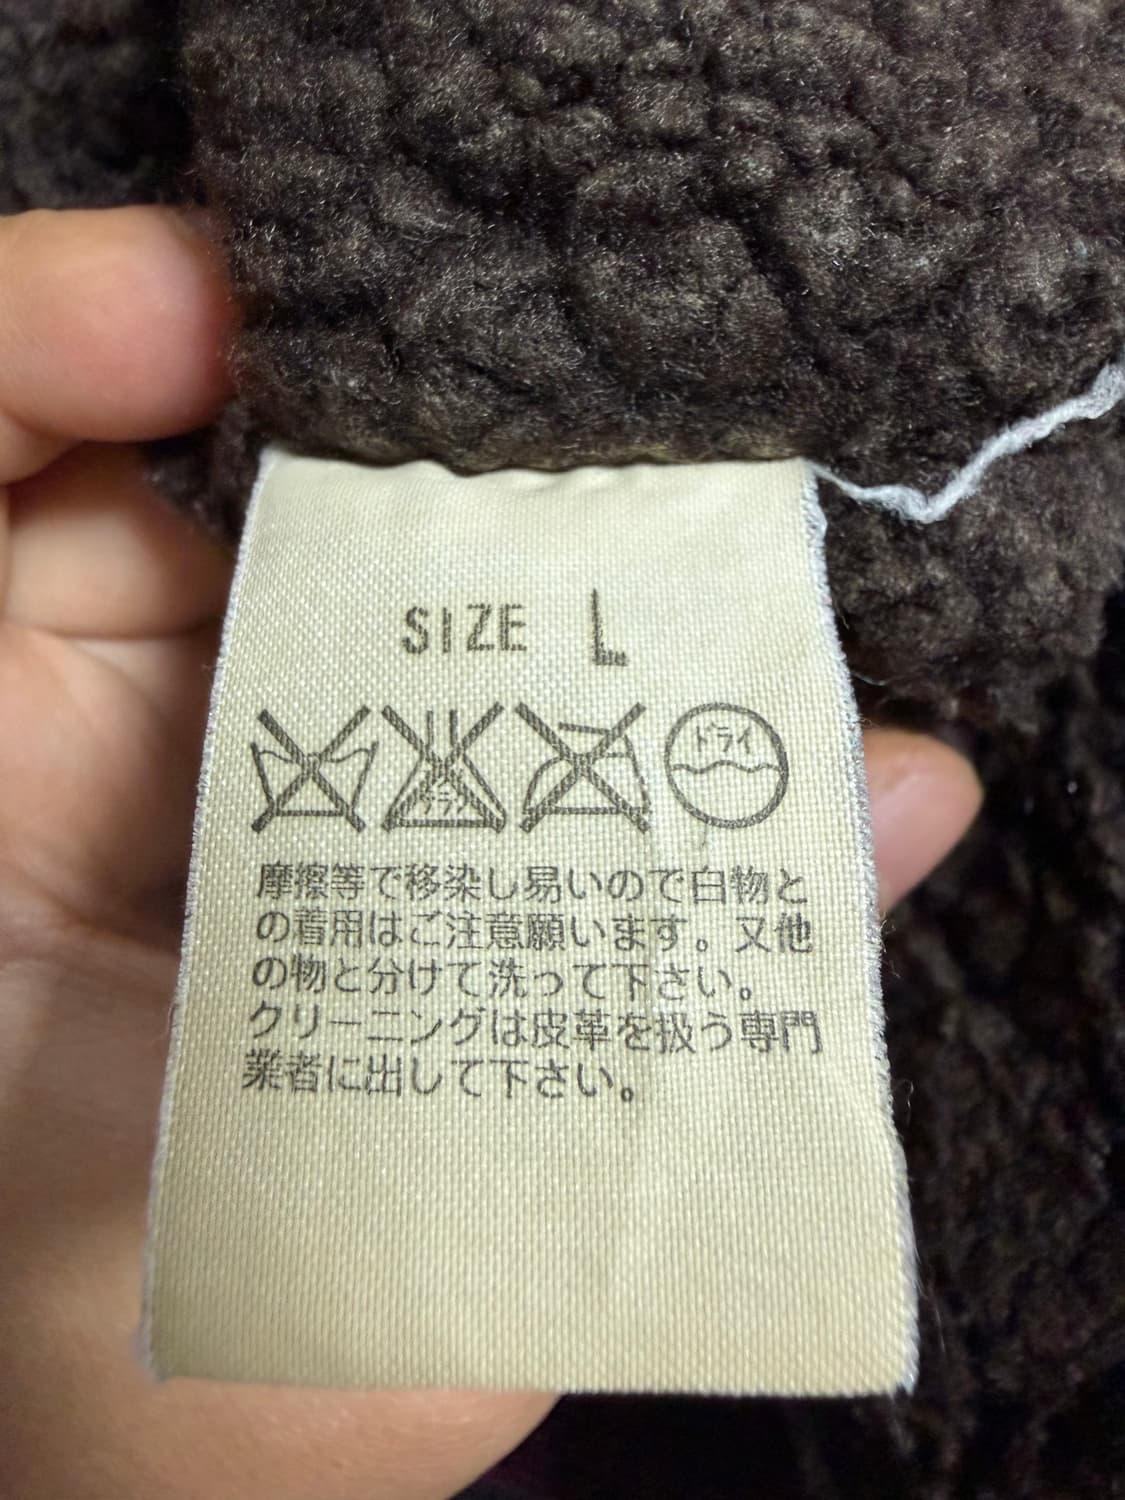 SIZE L
ドライ
摩擦等で移染し易いので白物と
の着用はご注意願います。又他
の物と分けて洗って下さい。
クリーニングは皮革を扱う専門
業者に出して下さい。